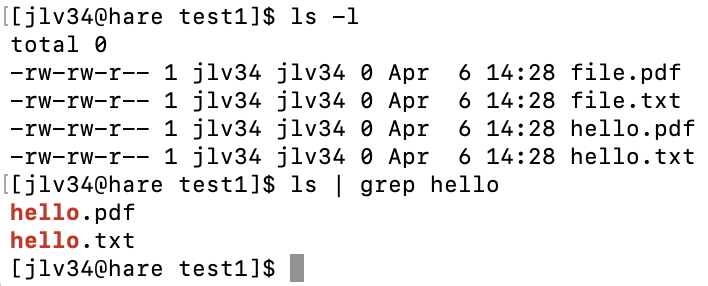 [jlv34@hare test1]$ ls -l
total 0
-rw-rw-r-- 1 jlv34 jlv34 0 Apr  6 14:28 file.pdf
-rw-rw-r-- 1 jlv34 jlv34 0 Apr  6 14:28 file.txt
-rw-rw-r-- 1 jlv34 jlv34 0 Apr  6 14:28 hello.pdf
-rw-rw-r-- 1 jlv34 jlv34 0 Apr  6 14:28 hello.txt
[jlv34@hare test1]$ ls | grep hello
hello.pdf
hello.txt
[jlv34@hare test1]$